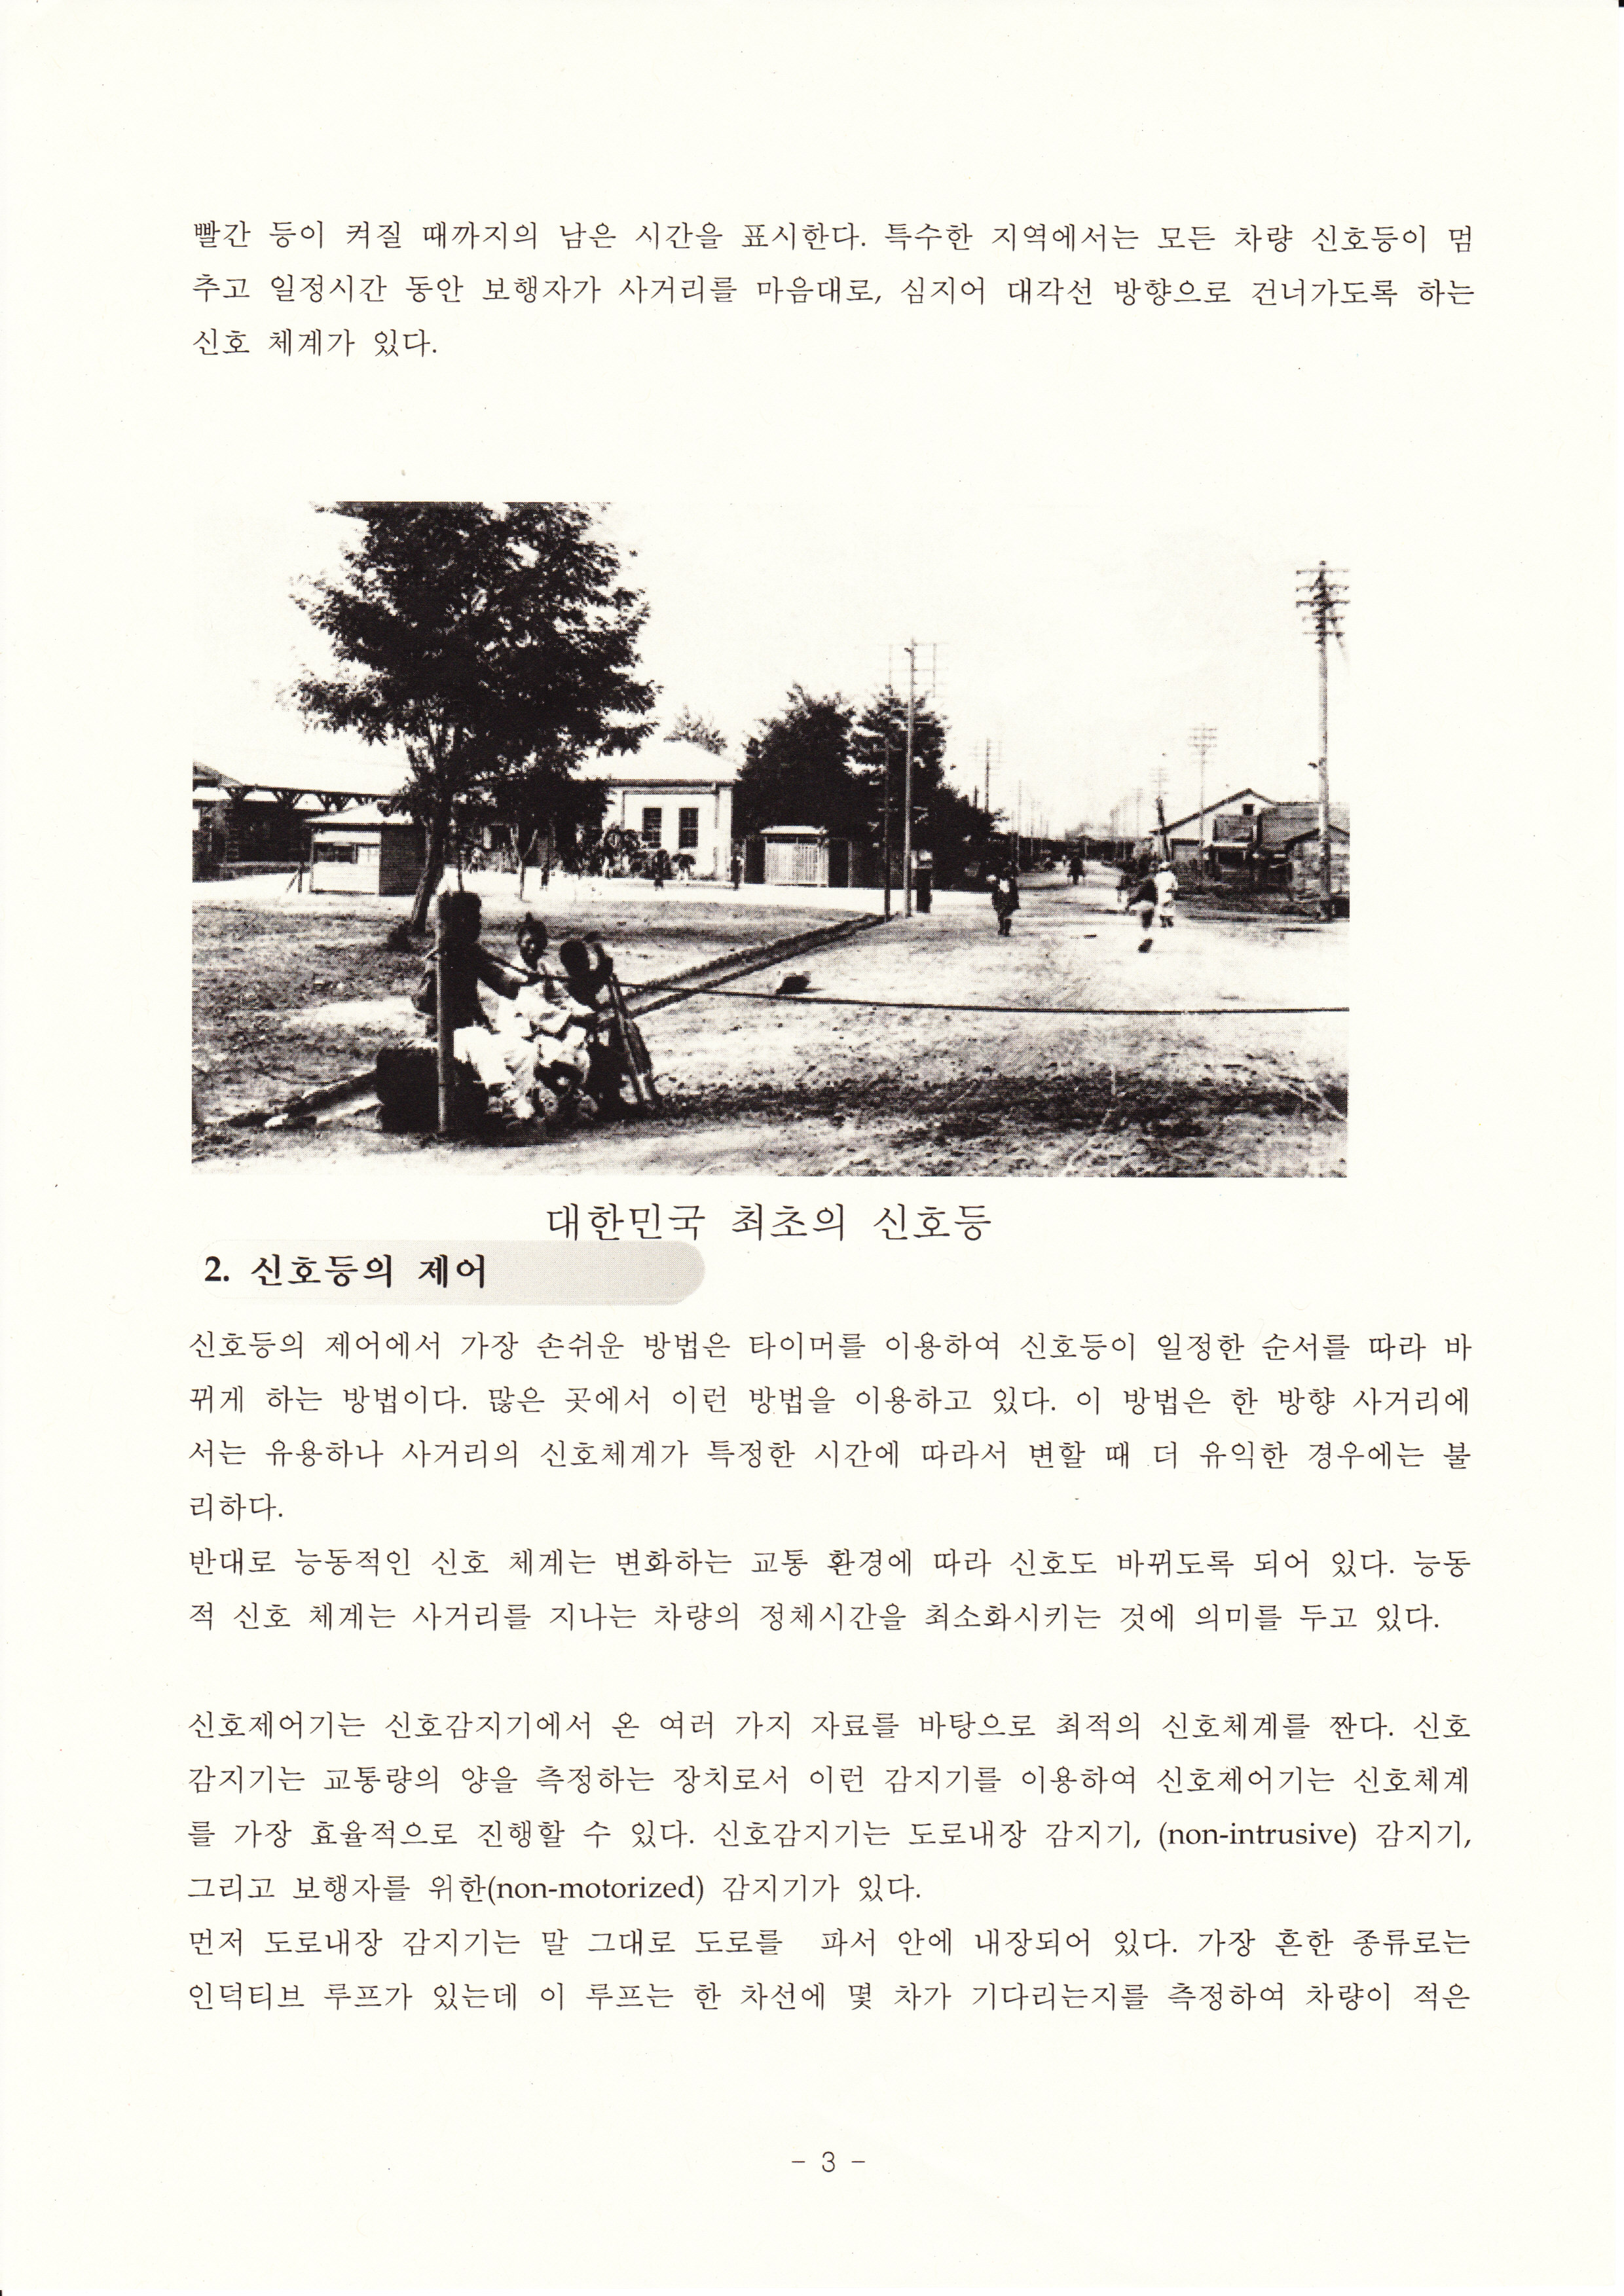 빨간 등이 켜질 때까지의 남은 시간을 표시한다. 특수한 지역에서는 모든 차량 신호등이 멈
추고 일정시간 동안 보행자가 사거리를 마음대로, 심지어 대각선 방향으로 건너가도록 하는
신호 체계가 있다.
대한민국 최초의 신호등
2. 신호등의 제어
신호등의 제어에서 가장 손쉬운 방법은 타이머를 이용하여 신호등이 일정한 순서를 따라 바
뀌게 하는 방법이다. 많은 곳에서 이런 방법을 이용하고 있다. 이 방법은 한 방향 사거리에
서는 유용하나 사거리의 신호체계가 특정한 시간에 따라서 변할 때 더 유익한 경우에는 불
리하다.
반대로 능동적인 신호 체계는 변화하는 교통 환경에 따라 신호도 바뀌도록 되어 있다. 능동
적 신호 체계는 사거리를 지나는 차량의 정체시간을 최소화시키는 것에 의미를 두고 있다.
신호제어기는 신호감지기에서 온 여러 가지 자료를 바탕으로 최적의 신호체계를 짠다. 신호
감지기는 교통량의 양을 측정하는 장치로서 이런 감지기를 이용하여 신호제어기는 신호체계
를 가장 효율적으로 진행할 수 있다. 신호감지기는 도로내장 감지기, (non-intrusive) 감지기,
그리고 보행자를 위한(non-motorized) 감지기가 있다.
먼저 도로내장 감지기는 말 그대로 도로를 파서 안에 내장되어 있다. 가장 흔한 종류로는
인덕티브 루프가 있는데 이 루프는 한 차선에 몇 차가 기다리는지를 측정하여 차량이 적은
- 3 -